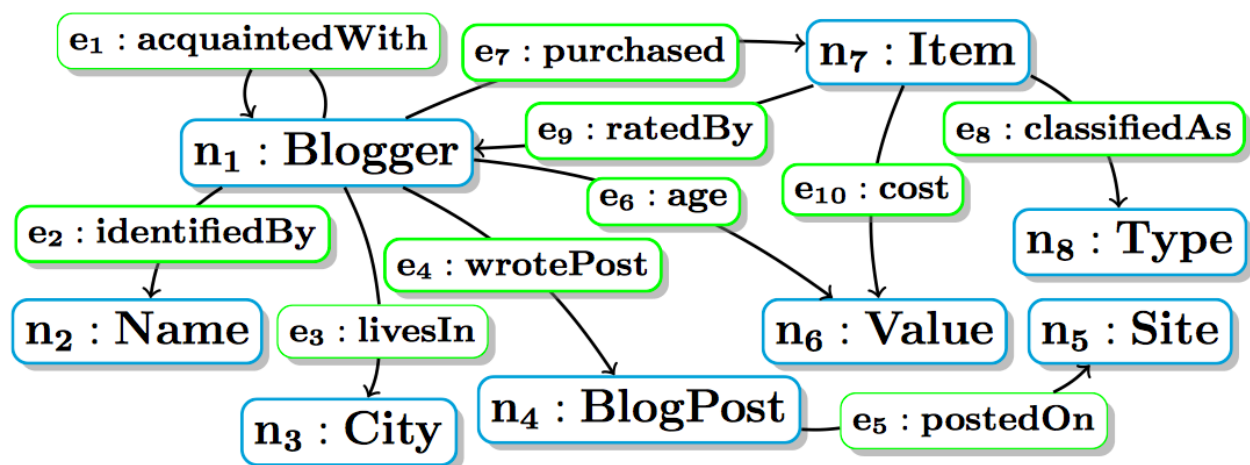 e₁ : acquaintedWith
e₇ : purchased
n₇ : Item
e₉ : ratedBy
e₈ : classifiedAs
n₁ : Blogger
e₆ : age
e₁₀ : cost
e₂ : identifiedBy
e₄ : wrotePost
n₈ : Type
n₂ : Name
e₃ : livesIn
n₆ : Value
n₅ : Site
n₃ : City
n₄ : BlogPost
e₅ : postedOn